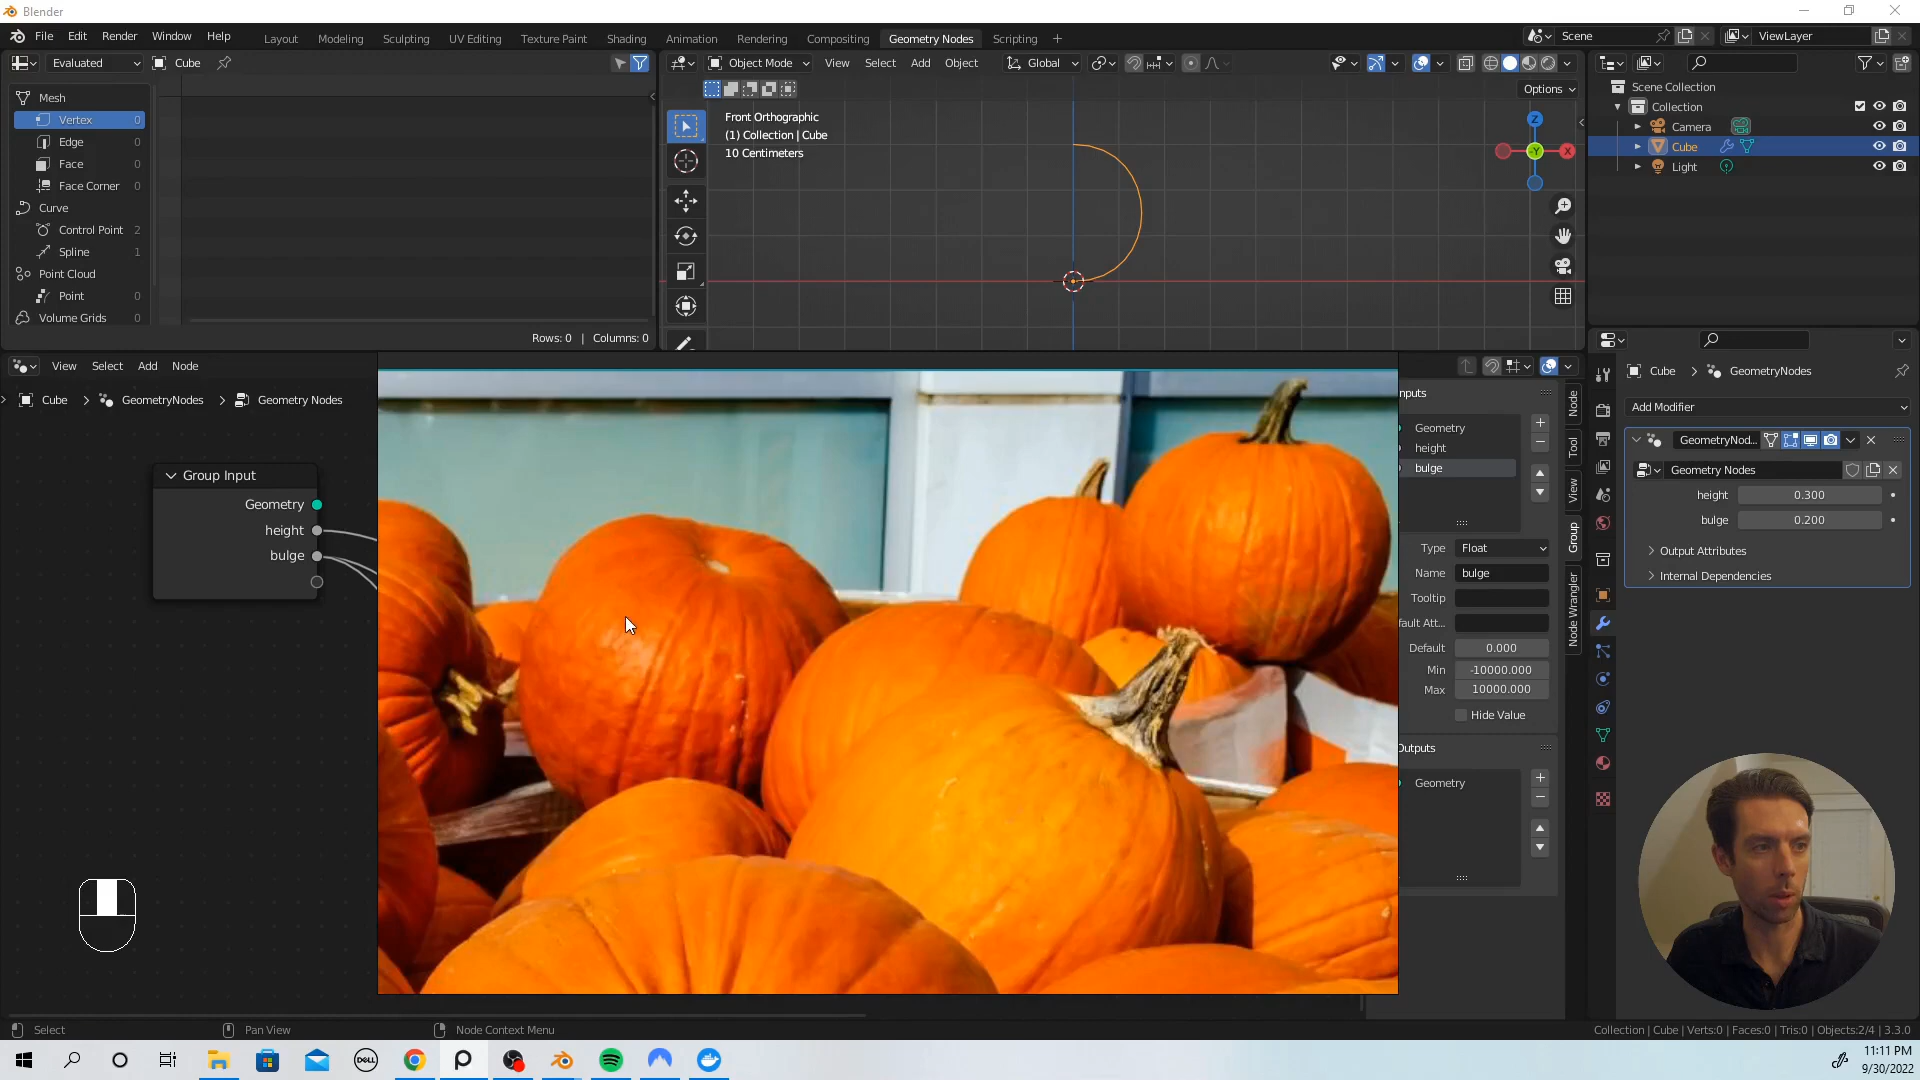 Blender
File Edit Render Window Help
Layout Modeling Sculpting UV Editing Texture Paint Shading Animation Rendering Compositing Geometry Nodes Scripting +
Scene
ViewLayer
Evaluated
Cube
Object Mode
View Select Add Object
Global
Options
Mesh
Vertex 0
Edge 0
Face 0
Face Corner 0
Curve
Control Point 2
Spline 1
Point Cloud
Point 0
Volume Grids 0
Rows: 0 | Columns: 0
Front Orthographic
(1) Collection | Cube
10 Centimeters
Z
-Y
X
Scene Collection
Collection
Camera
Cube
Light
View Select Add Node
Cube > GeometryNodes > Geometry Nodes
Group Input
Geometry
height
bulge
nputs
Geometry
height
bulge
Type Float
Name bulge
Tooltip
fault Att...
Default 0.000
Min -10000.000
Max 10000.000
Hide Value
Outputs
Geometry
Node
Tool
View
Group
Node Wrangler
Cube > GeometryNodes
Add Modifier
GeometryNod...
Geometry Nodes
height 0.300
bulge 0.200
Output Attributes
Internal Dependencies
Select
Pan View
Node Context Menu
Collection | Cube | Verts:0 | Faces:0 | Tris:0 | Objects:2/4 | 3.3.0
DELL
11:11 PM
9/30/2022